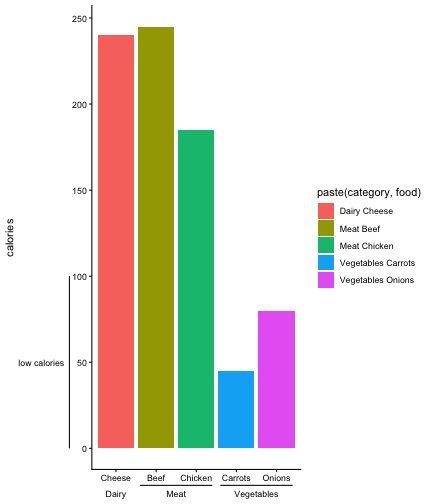 250
200
150
100
50
0
calories
low calories
Cheese Beef Chicken Carrots Onions
Dairy Meat Vegetables
paste(category, food)
Dairy Cheese
Meat Beef
Meat Chicken
Vegetables Carrots
Vegetables Onions